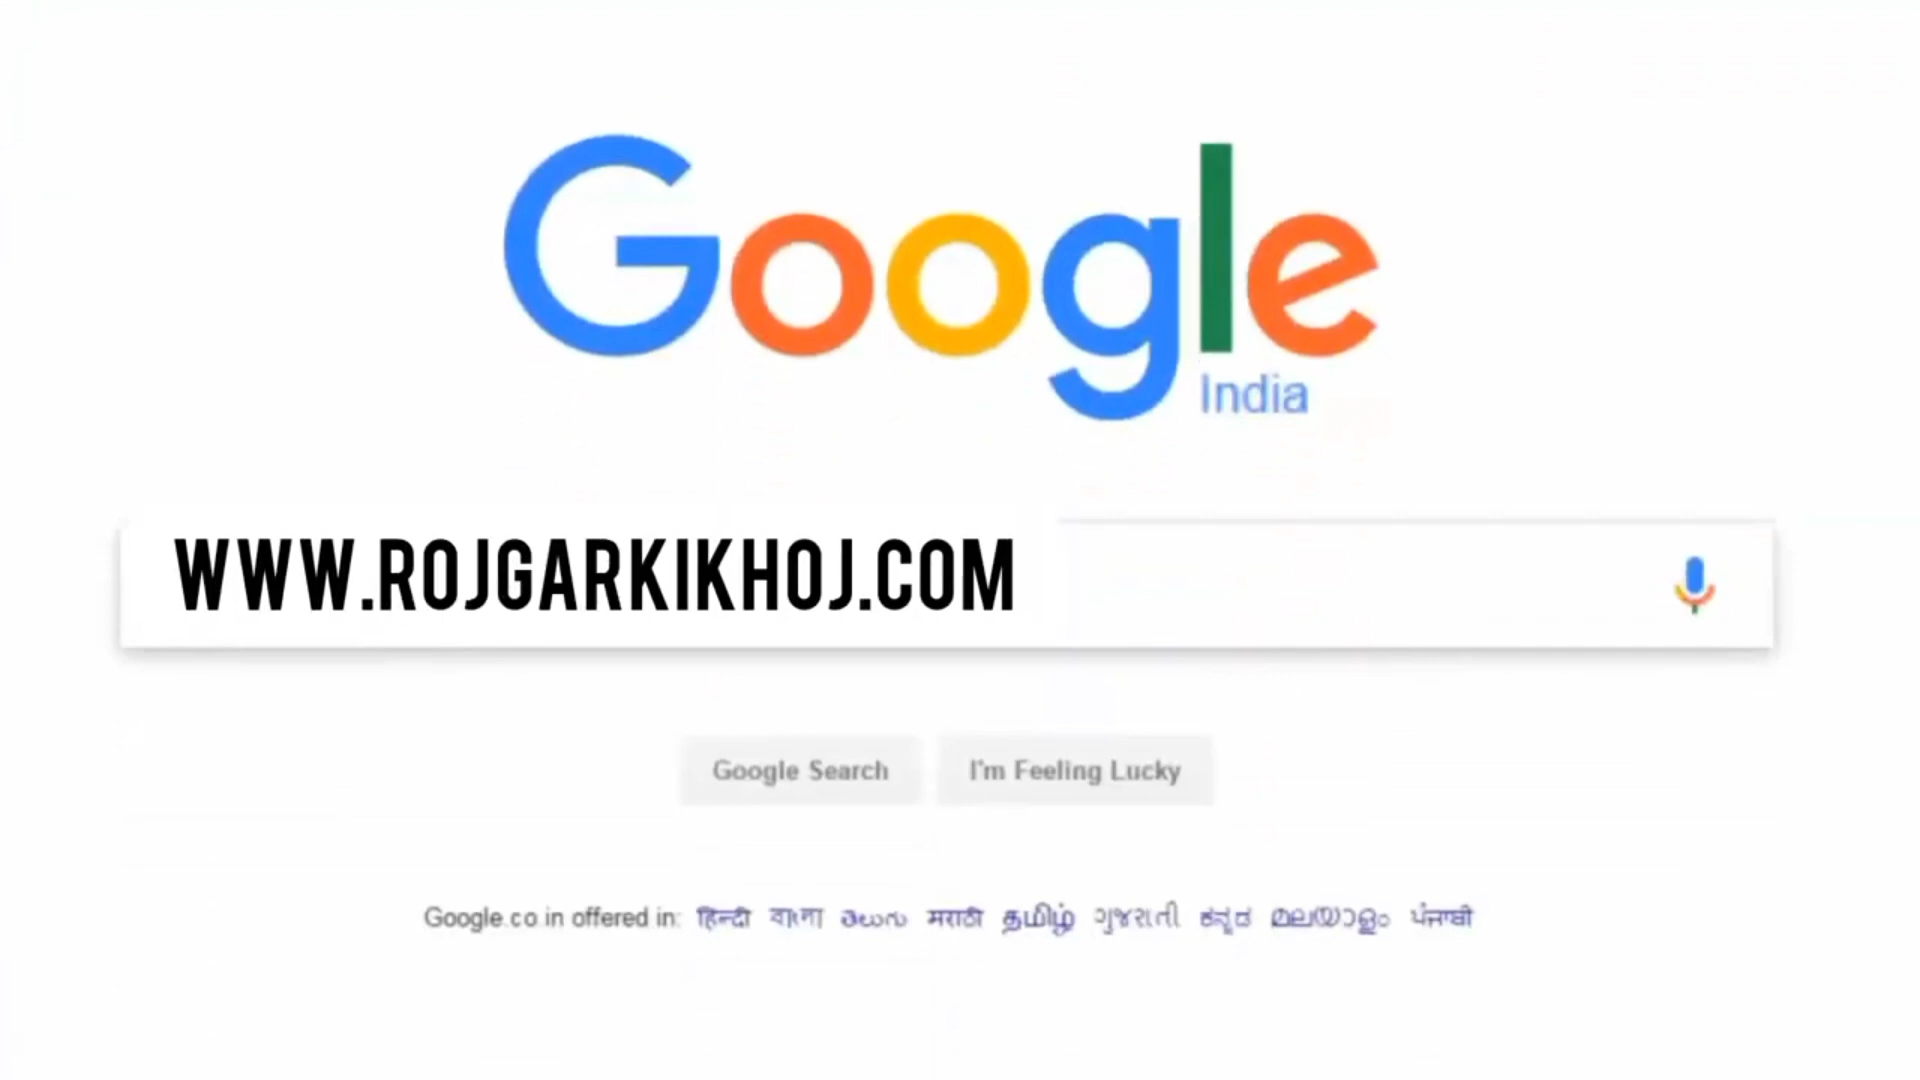 Google
India
WWW.ROJGARKIKHOJ.COM
Google Search I'm Feeling Lucky
Google.co.in offered in: हिन्दी বাংলা తెలుగు मराठी தமிழ் ગુજરાતી ಕನ್ನಡ മലയാളം ਪੰਜਾਬੀ